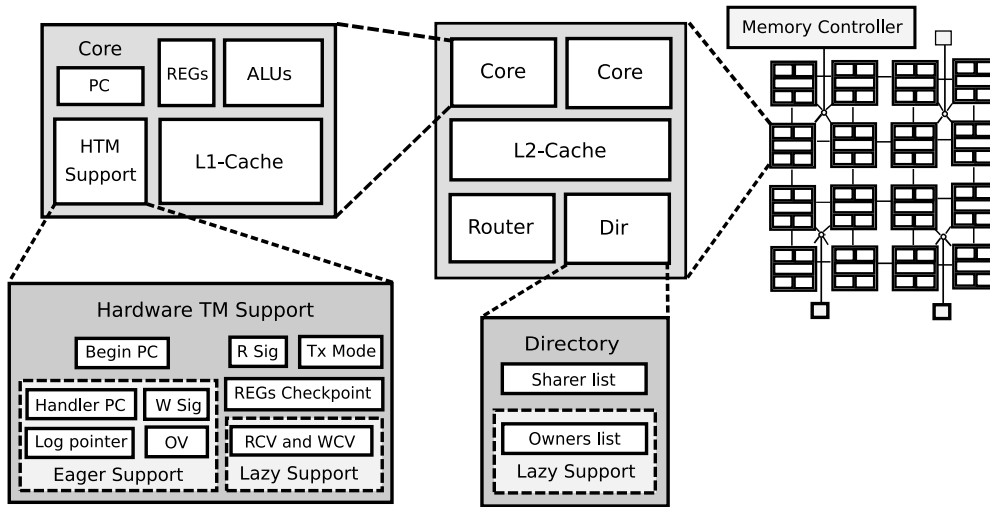 Core
PC
REGs
ALUs
HTM
Support
L1-Cache
Core
Core
L2-Cache
Router
Dir
Memory Controller
Hardware TM Support
Begin PC
R Sig
Tx Mode
REGs Checkpoint
Handler PC
W Sig
Log pointer
OV
Eager Support
RCV and WCV
Lazy Support
Directory
Sharer list
Owners list
Lazy Support